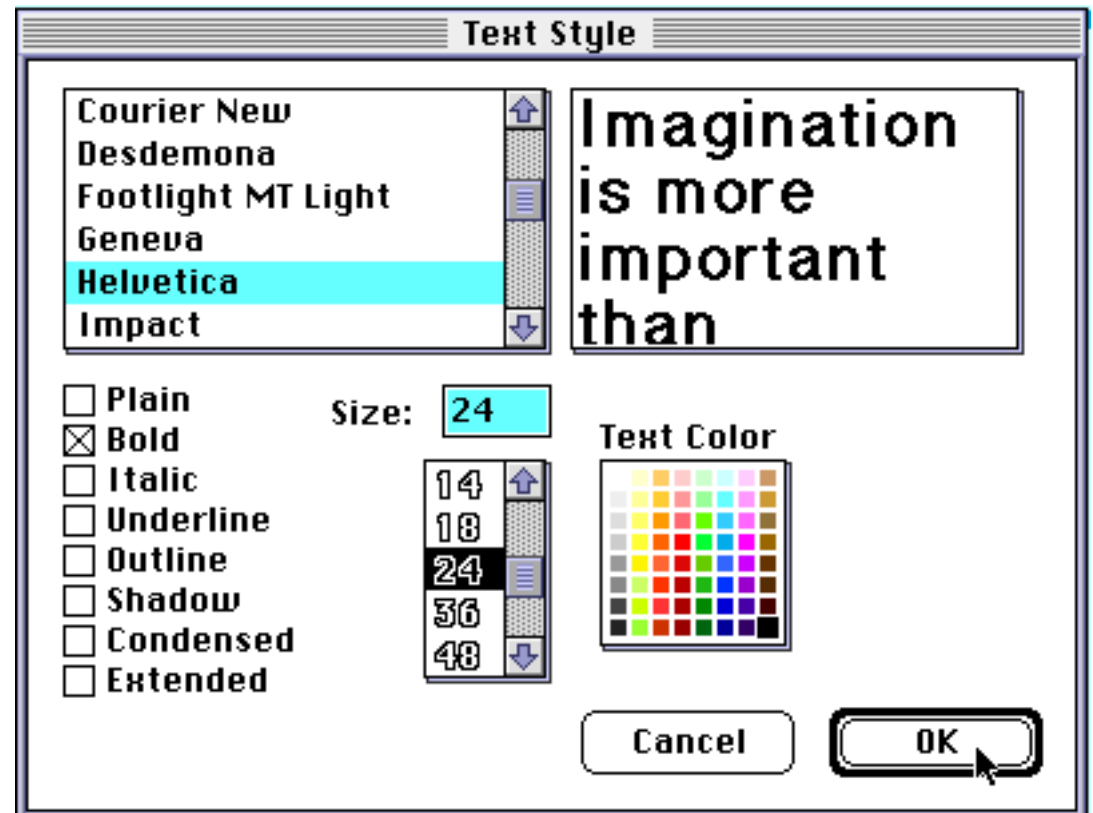 Text Style
Courier New
Desdemona
Footlight MT Light
Geneva
Helvetica
Impact
Imagination
is more
important
than
Plain
Bold
Italic
Underline
Outline
Shadow
Condensed
Extended
Size: 24
14
18
24
36
48
Text Color
Cancel
OK